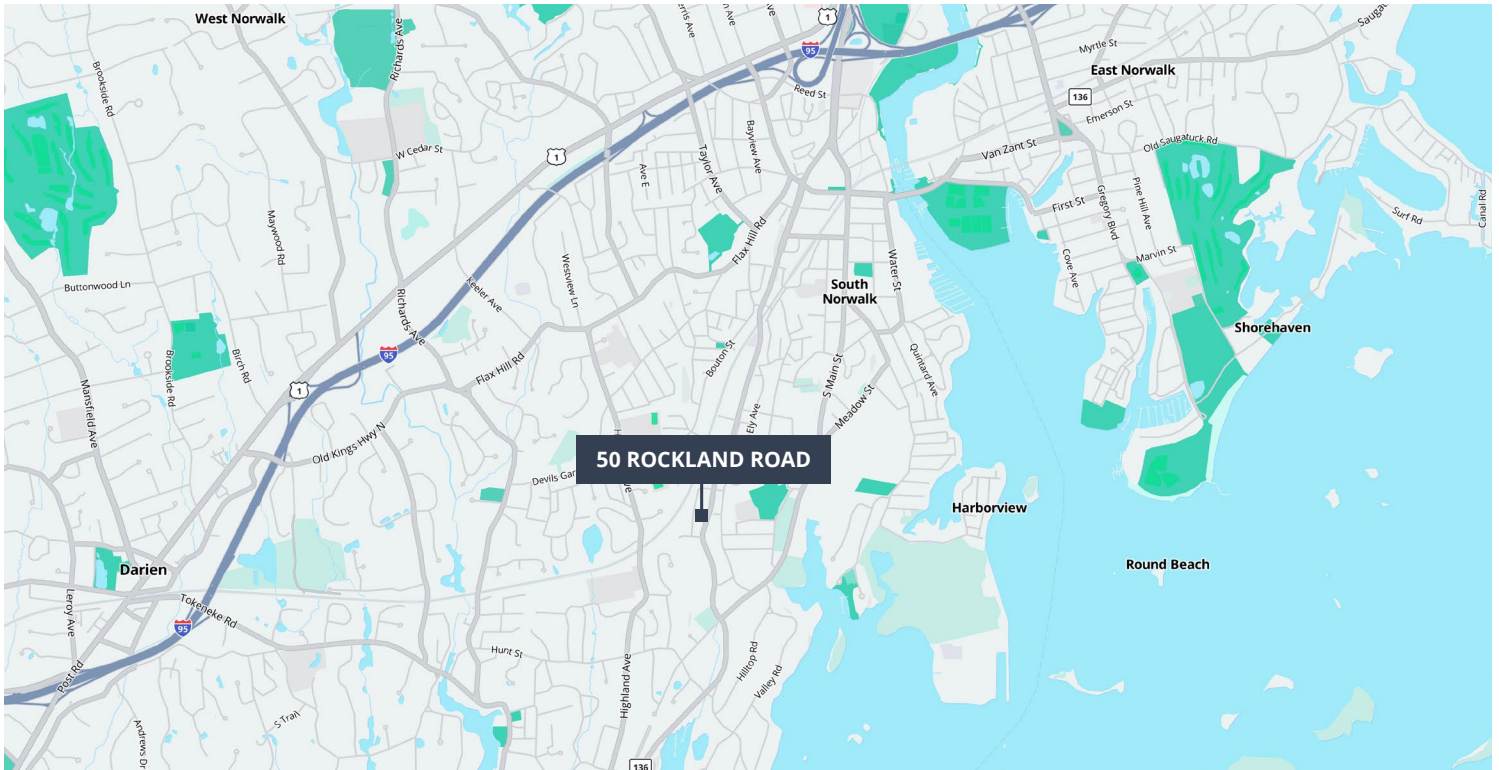 West Norwalk
Richards Ave
Brookside Rd
1
95
Reed St
Myrtle St
East Norwalk
136
Emerson St
Old Saugatuck Rd
Van Zant St
W Cedar St
1
Ave E
Taylor Ave
Bayview Ave
First St
Gregory Blvd
Pine Hill Ave
Surf Rd
Canal Rd
Maywood Rd
Flax Hill Rd
Westview Ln
Water St
Cove Ave
Marvin St
Buttonwood Ln
Keeler Ave
South
Norwalk
Richards Ave
Shorehaven
95
Brookside Rd
Birch Rd
Flax Hill Rd
Bouton St
S Main St
Quintard Ave
1
Mansfield Ave
Old Kings Hwy N
Ely Ave
Meadow St
50 ROCKLAND ROAD
Harborview
Round Beach
Darien
Leroy Ave
Tokeneke Rd
95
Hunt St
Post Rd
Highland Ave
Hilltop Rd
Valley Rd
Andrews Dr
136